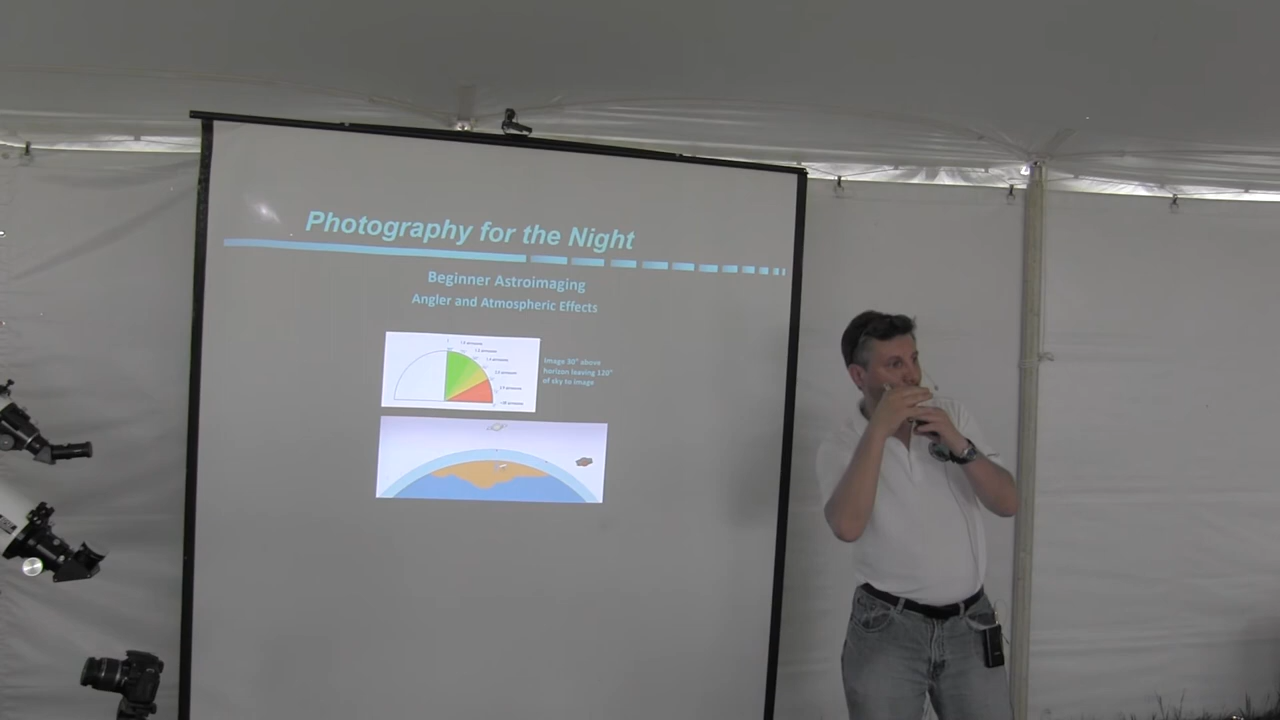 Photography for the Night
Beginner Astroimaging
Angler and Atmospheric Effects
Image 30° above
horizon leaving 120°
of sky to image